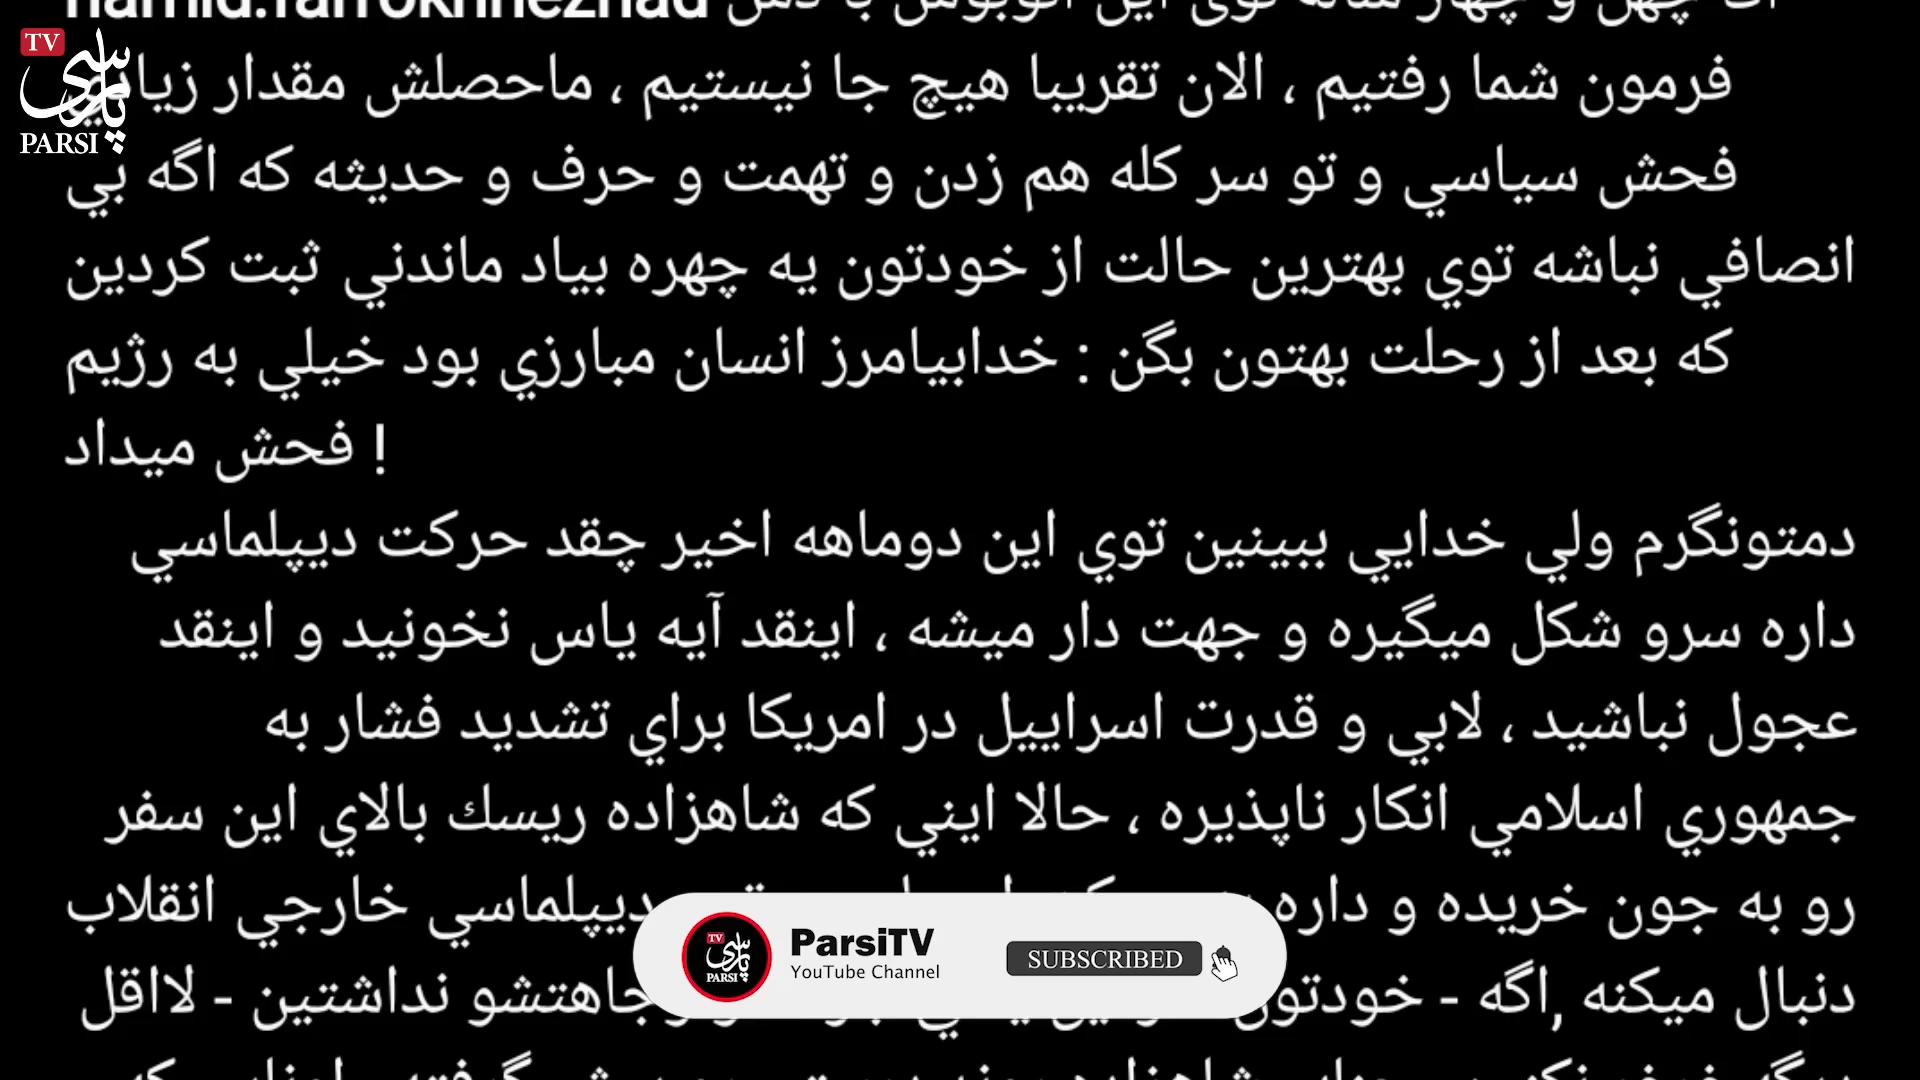 TV
پارسی
PARSI
hamid.farrokhnezhad
فرمون شما رفتيم ، الان تقريبا هيچ جا نيستيم ، ماحصلش مقدار زيادي
فحش سياسي و تو سر كله هم زدن و تهمت و حرف و حديثه كه اگه بي
انصافي نباشه توي بهترين حالت از خودتون يه چهره بياد ماندني ثبت كردين
كه بعد از رحلت بهتون بگن : خدابيامرز انسان مبارزي بود خيلي به رژيم
فحش ميداد !
دمتونگرم ولي خدايي ببينين توي اين دوماهه اخير چقد حركت ديپلماسي
داره سرو شكل ميگيره و جهت دار ميشه ، اينقد آيه ياس نخونيد و اينقد
عجول نباشيد ، لابي و قدرت اسراييل در امريكا براي تشديد فشار به
جمهوري اسلامي انكار ناپذيره ، حالا ايني كه شاهزاده ريسك بالاي اين سفر
رو به جون خريده و داره ديپلماسي خارجي انقلاب
دنبال ميكنه ,اگه - نداشتين - لااقل
ParsiTV
YouTube Channel
SUBSCRIBED